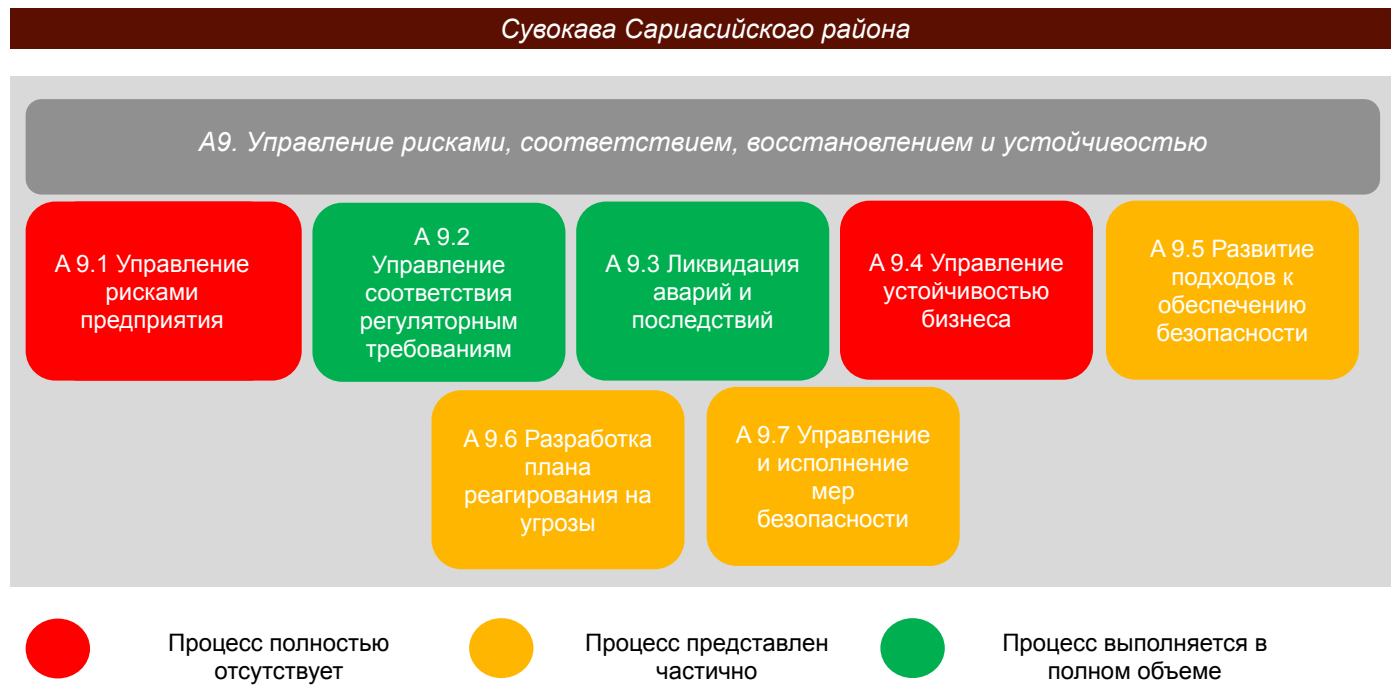 Сувокава Сариасийского района
А9. Управление рисками, соответствием, восстановлением и устойчивостью
А 9.1 Управление
рисками
предприятия
А 9.2
Управление
соответствия
регуляторным
требованиям
А 9.3 Ликвидация
аварий и
последствий
А 9.4 Управление
устойчивостью
бизнеса
А 9.5 Развитие
подходов к
обеспечению
безопасности
А 9.6 Разработка
плана
реагирования на
угрозы
А 9.7 Управление
и исполнение
мер
безопасности
Процесс полностью
отсутствует
Процесс представлен
частично
Процесс выполняется в
полном объеме